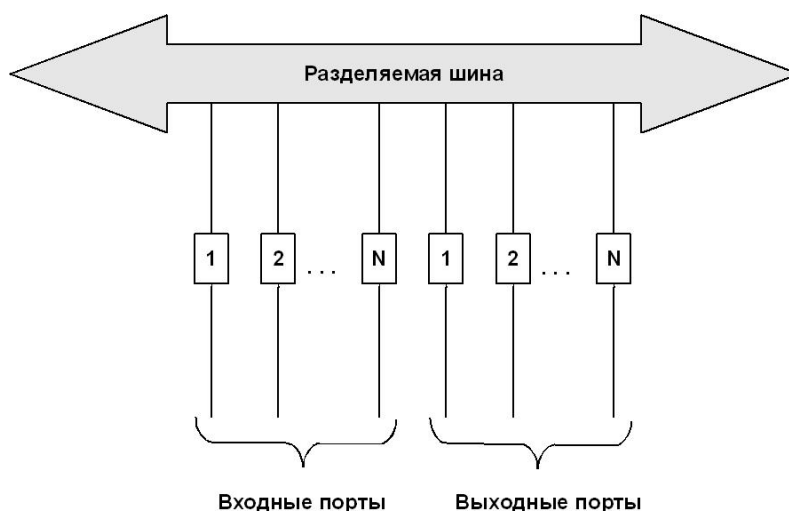 Разделяемая шина
1 2 ... N 1 2 ... N
Входные порты Выходные порты